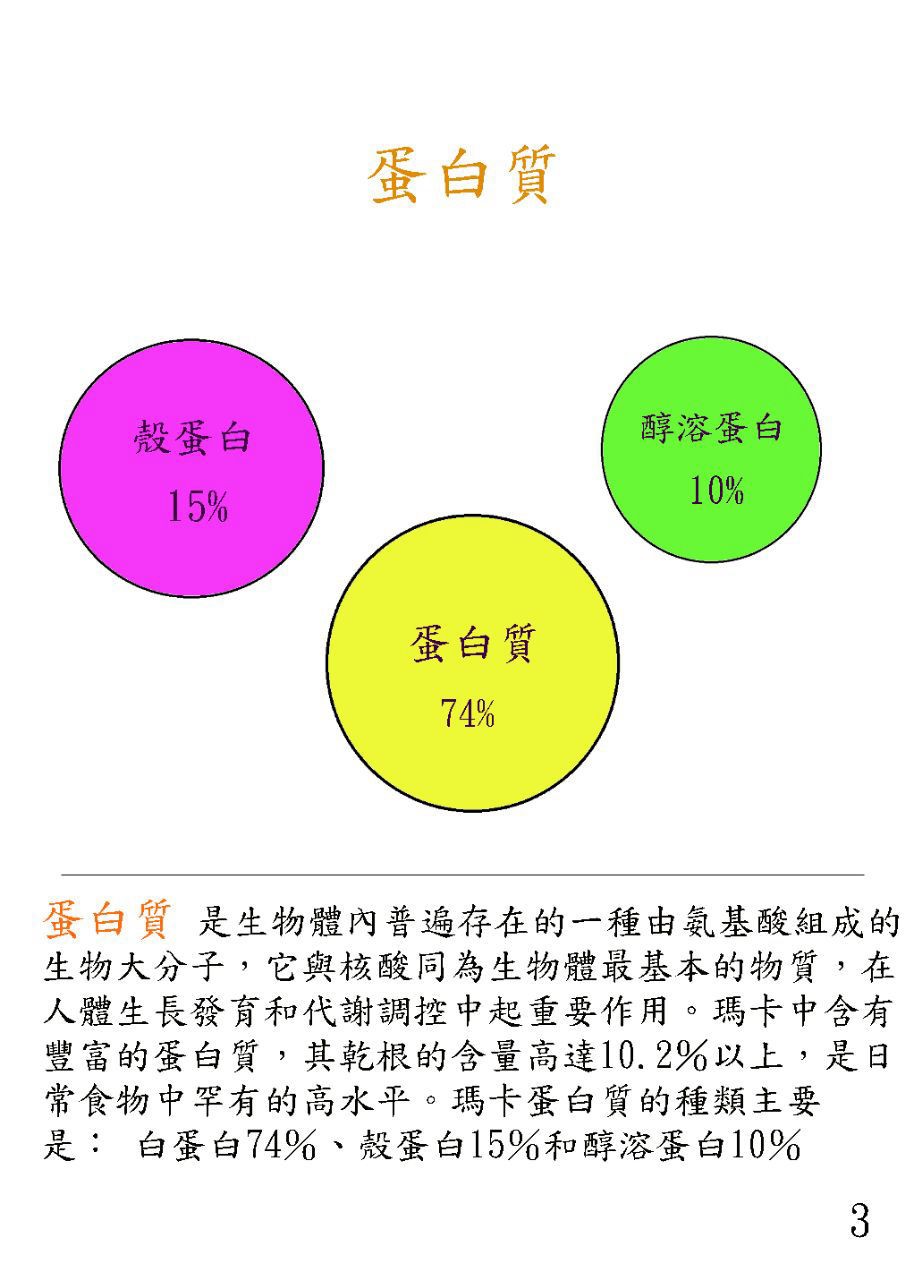 蛋白質
殼蛋白
15%
醇溶蛋白
10%
蛋白質
74%
蛋白質 是生物體內普遍存在的一種由氨基酸組成的
生物大分子，它與核酸同為生物體最基本的物質，在
人體生長發育和代謝調控中起重要作用。瑪卡中含有
豐富的蛋白質，其乾根的含量高達10.2%以上，是日
常食物中罕有的高水平。瑪卡蛋白質的種類主要
是： 白蛋白74%、殼蛋白15%和醇溶蛋白10%
3